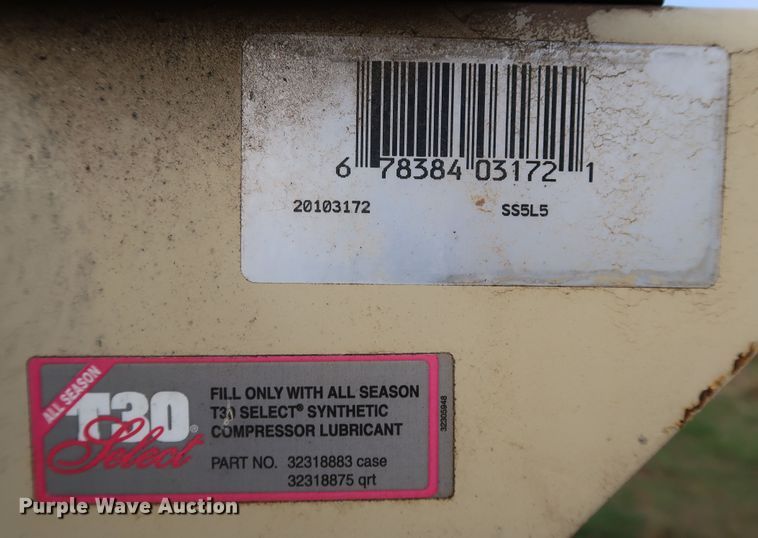 6 78384 03172 1
20103172 SS5L5
ALL SEASON
T30®
Select
FILL ONLY WITH ALL SEASON
T30 SELECT® SYNTHETIC
COMPRESSOR LUBRICANT
PART NO. 32318883 case
32318875 qrt
32305948
Purple Wave Auction